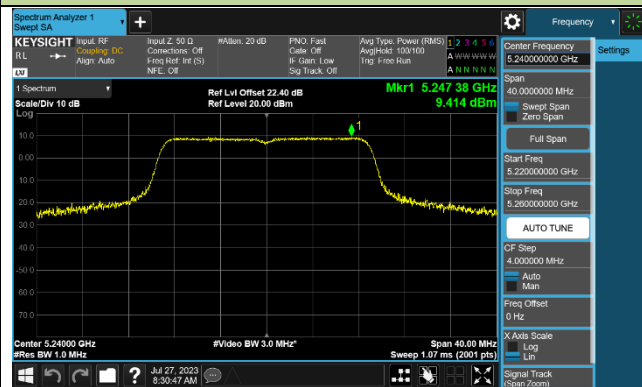 Spectrum Analyzer 1
Swept SA
+
Frequency
KEYSIGHT
Input: RF
Input Z: 50 Ω
#Atten: 20 dB
PNO: Fast
Avg Type: Power (RMS)
1 2 3 4 5 6
RL
Coupling: DC
Corrections: Off
Gate: Off
Avg|Hold: 100/100
A W W W W W
Align: Auto
Freq Ref: Int (S)
IF Gain: Low
Trig: Free Run
LXI
NFE: Off
Sig Track: Off
A N N N N N
1 Spectrum
Ref Lvl Offset 22.40 dB
Mkr1 5.247 38 GHz
Scale/Div 10 dB
Ref Level 20.00 dBm
9.414 dBm
Log
1
10.0
0.00
-10.0
-20.0
-30.0
-40.0
-50.0
-60.0
-70.0
Center 5.24000 GHz
#Video BW 3.0 MHz*
Span 40.00 MHz
#Res BW 1.0 MHz
Sweep 1.07 ms (2001 pts)
Jul 27, 2023
8:30:47 AM
?
Center Frequency
5.240000000 GHz
Settings
Span
40.0000000 MHz
Swept Span
Zero Span
Full Span
Start Freq
5.220000000 GHz
Stop Freq
5.260000000 GHz
AUTO TUNE
CF Step
4.000000 MHz
Auto
Man
Freq Offset
0 Hz
X Axis Scale
Log
Lin
Signal Track
(Span Zoom)